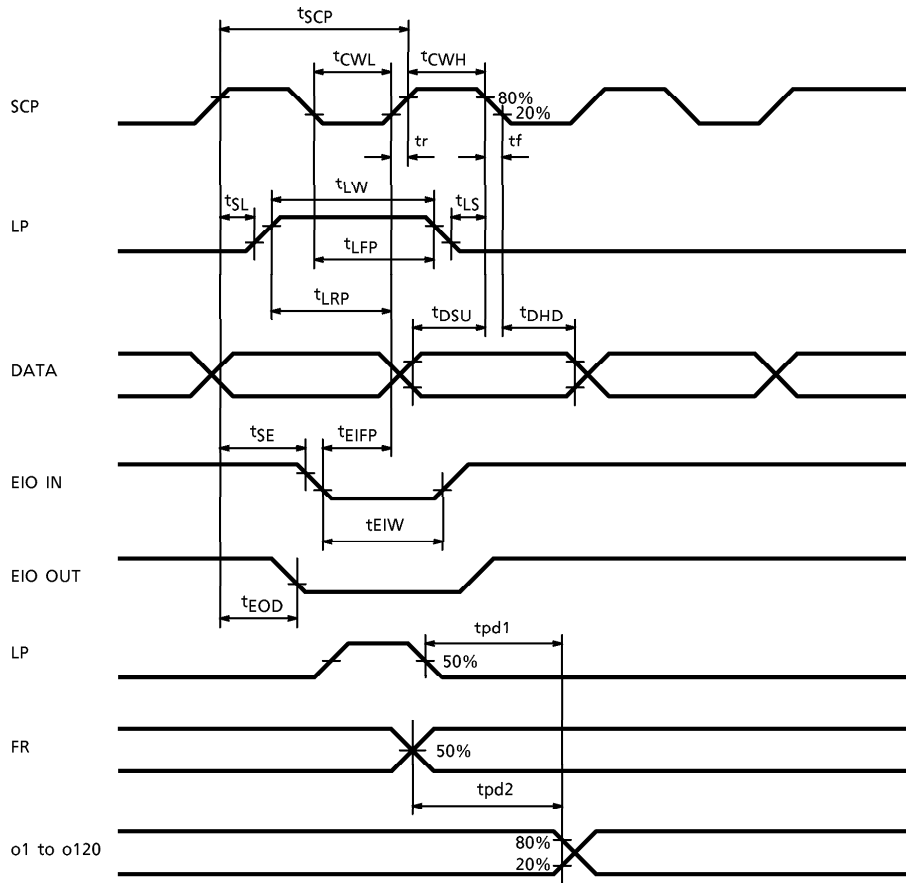 tSCP
tCWL
tCWH
SCP
80%
20%
tr
tf
tLW
tSL
tLS
LP
tLFP
tLRP
tDSU
tDHD
DATA
tSE
tEIFP
EIO IN
tEIW
EIO OUT
tEOD
tpd1
LP
50%
FR
50%
tpd2
80%
o1 to o120
20%